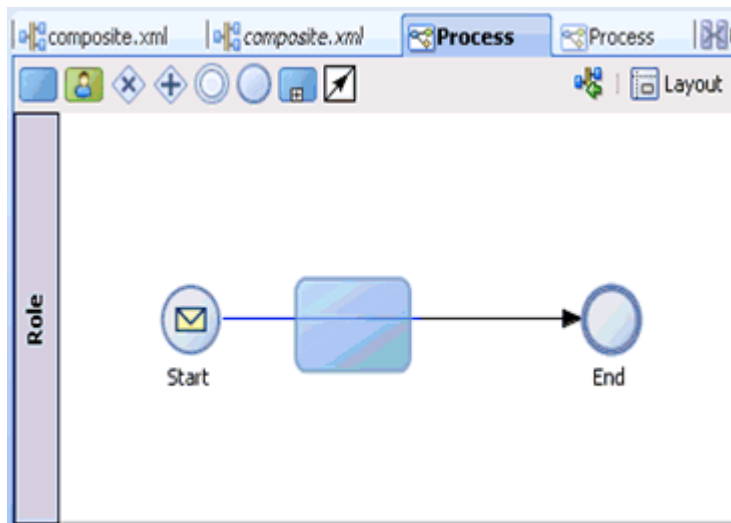 composite.xml composite.xml Process Process
Layout
Role
Start
End